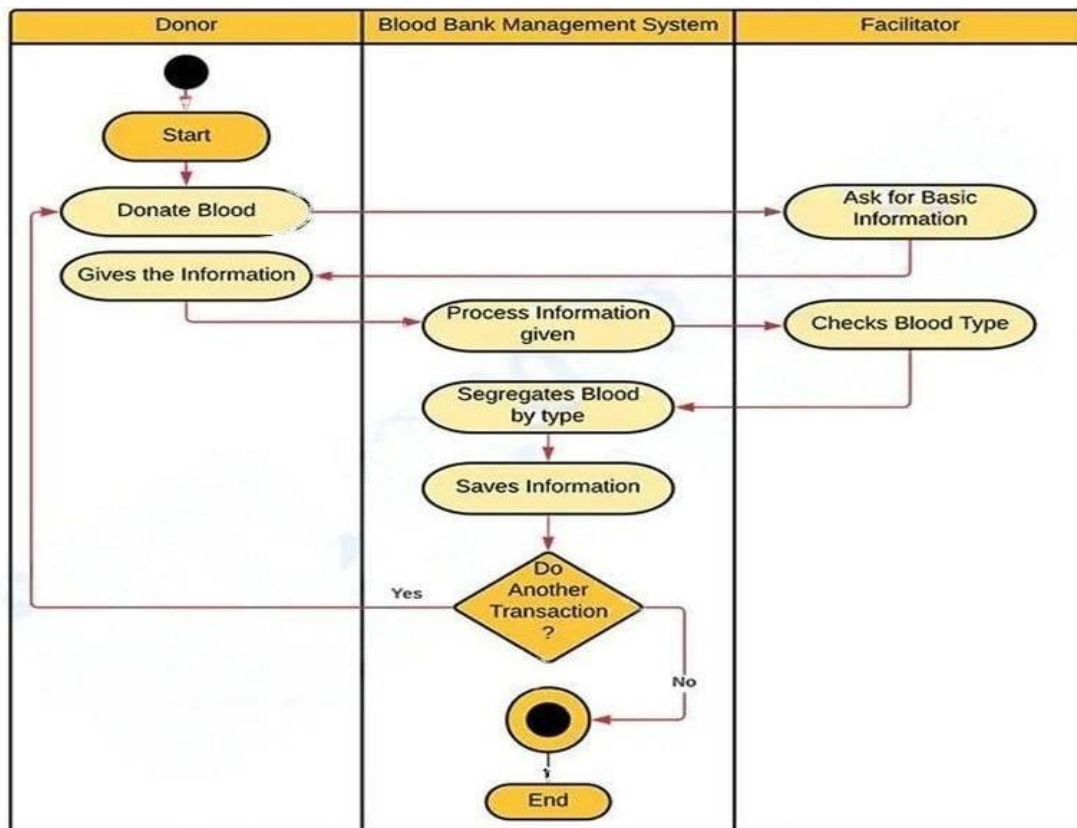 Donor
Blood Bank Management System
Facilitator
Start
Donate Blood
Ask for Basic
Information
Gives the Information
Process Information
given
Checks Blood Type
Segregates Blood
by type
Saves Information
Do
Another
Transaction
?
Yes
No
End